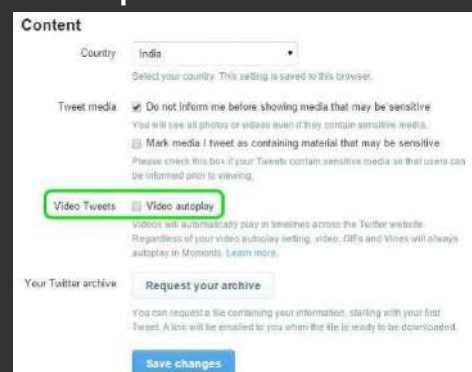 Content
Country India
Select your country. This setting is saved to this browser.
Tweet media Do not inform me before showing media that may be sensitive
You will see all photos or videos even if they contain sensitive media.
Mark media I tweet as containing material that may be sensitive
Please check this box if your Tweets contain sensitive media so that users can
be informed prior to viewing.
Video Tweets Video autoplay
Videos will automatically play in timelines across the Twitter website.
Regardless of your video autoplay setting, video, GIFs and Vines will always
autoplay in Moments. Learn more.
Your Twitter archive Request your archive
You can request a file containing your information, starting with your first
Tweet. A link will be emailed to you when the file is ready to be downloaded.
Save changes